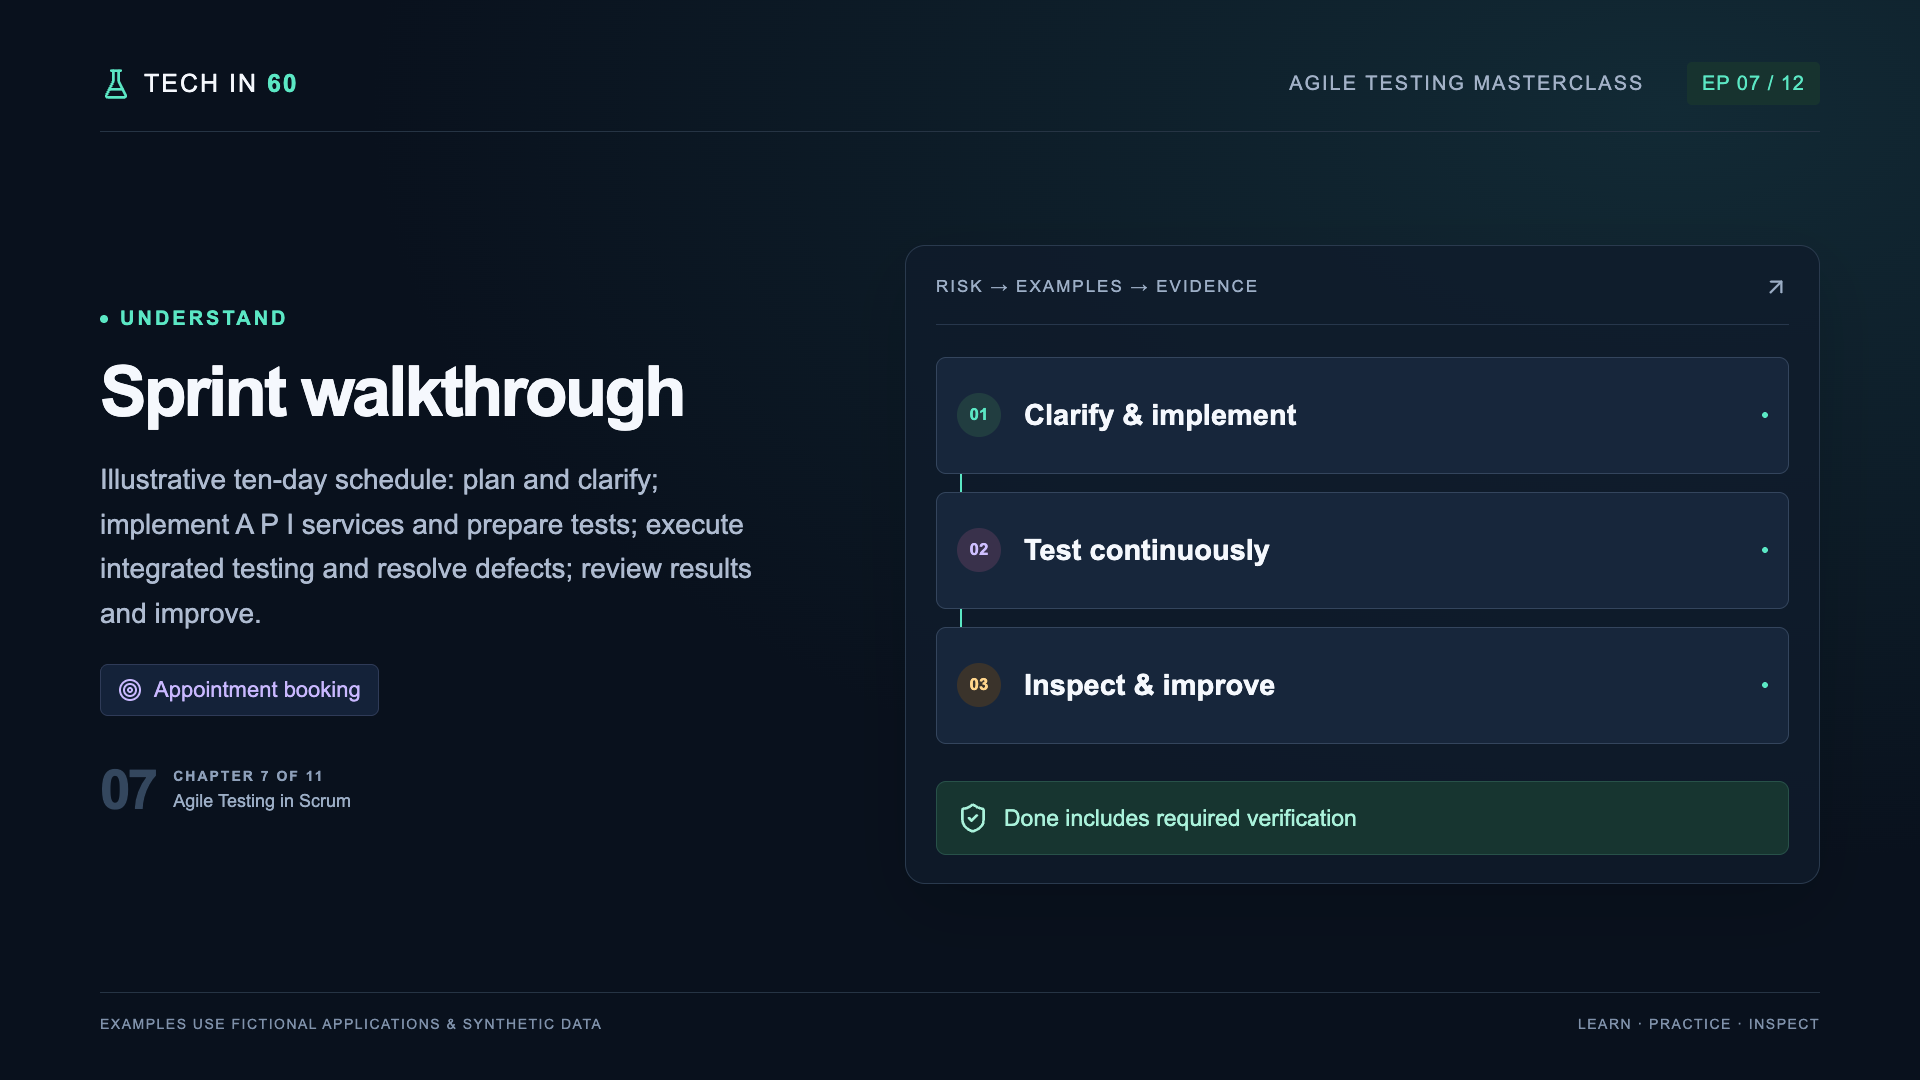 TECH IN 60
AGILE TESTING MASTERCLASS
EP 07 / 12
UNDERSTAND
Sprint walkthrough
Illustrative ten-day schedule: plan and clarify;
implement A P I services and prepare tests; execute
integrated testing and resolve defects; review results
and improve.
Appointment booking
07
CHAPTER 7 OF 11
Agile Testing in Scrum
RISK → EXAMPLES → EVIDENCE
01
Clarify & implement
02
Test continuously
03
Inspect & improve
Done includes required verification
EXAMPLES USE FICTIONAL APPLICATIONS & SYNTHETIC DATA
LEARN · PRACTICE · INSPECT